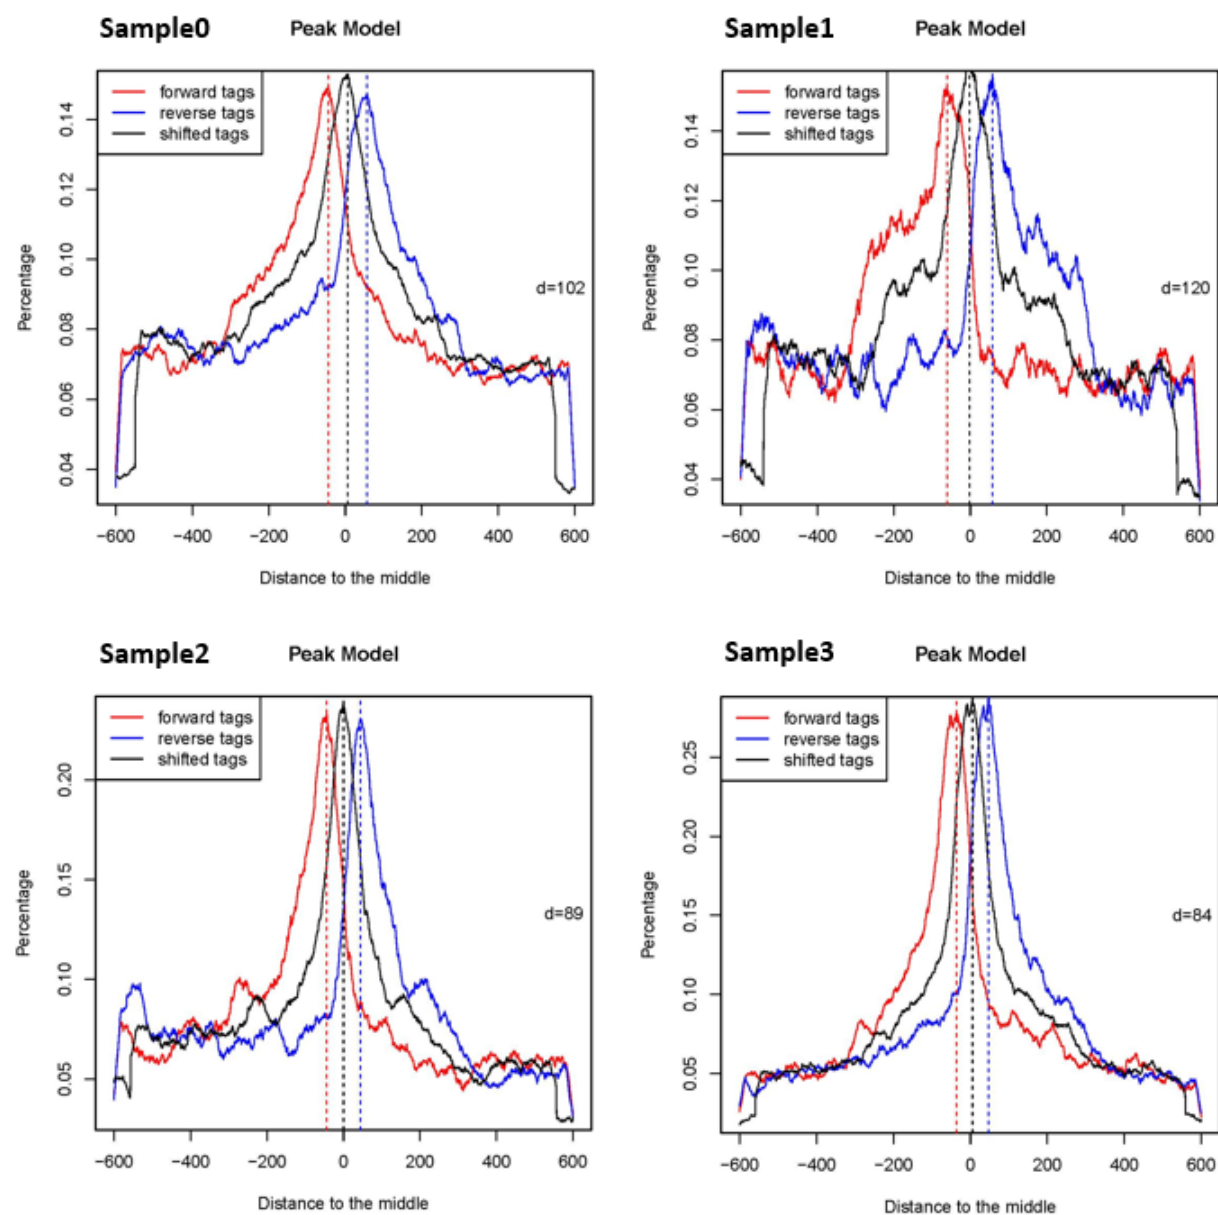 Sample0 Peak Model
forward tags
reverse tags
shifted tags
d=102
Percentage
0.04 0.06 0.08 0.10 0.12 0.14
−600 −400 −200 0 200 400 600
Distance to the middle
Sample1 Peak Model
forward tags
reverse tags
shifted tags
d=120
Percentage
0.04 0.06 0.08 0.10 0.12 0.14
−600 −400 −200 0 200 400 600
Distance to the middle
Sample2 Peak Model
forward tags
reverse tags
shifted tags
d=89
Percentage
0.05 0.10 0.15 0.20
−600 −400 −200 0 200 400 600
Distance to the middle
Sample3 Peak Model
forward tags
reverse tags
shifted tags
d=84
Percentage
0.05 0.10 0.15 0.20 0.25
−600 −400 −200 0 200 400 600
Distance to the middle